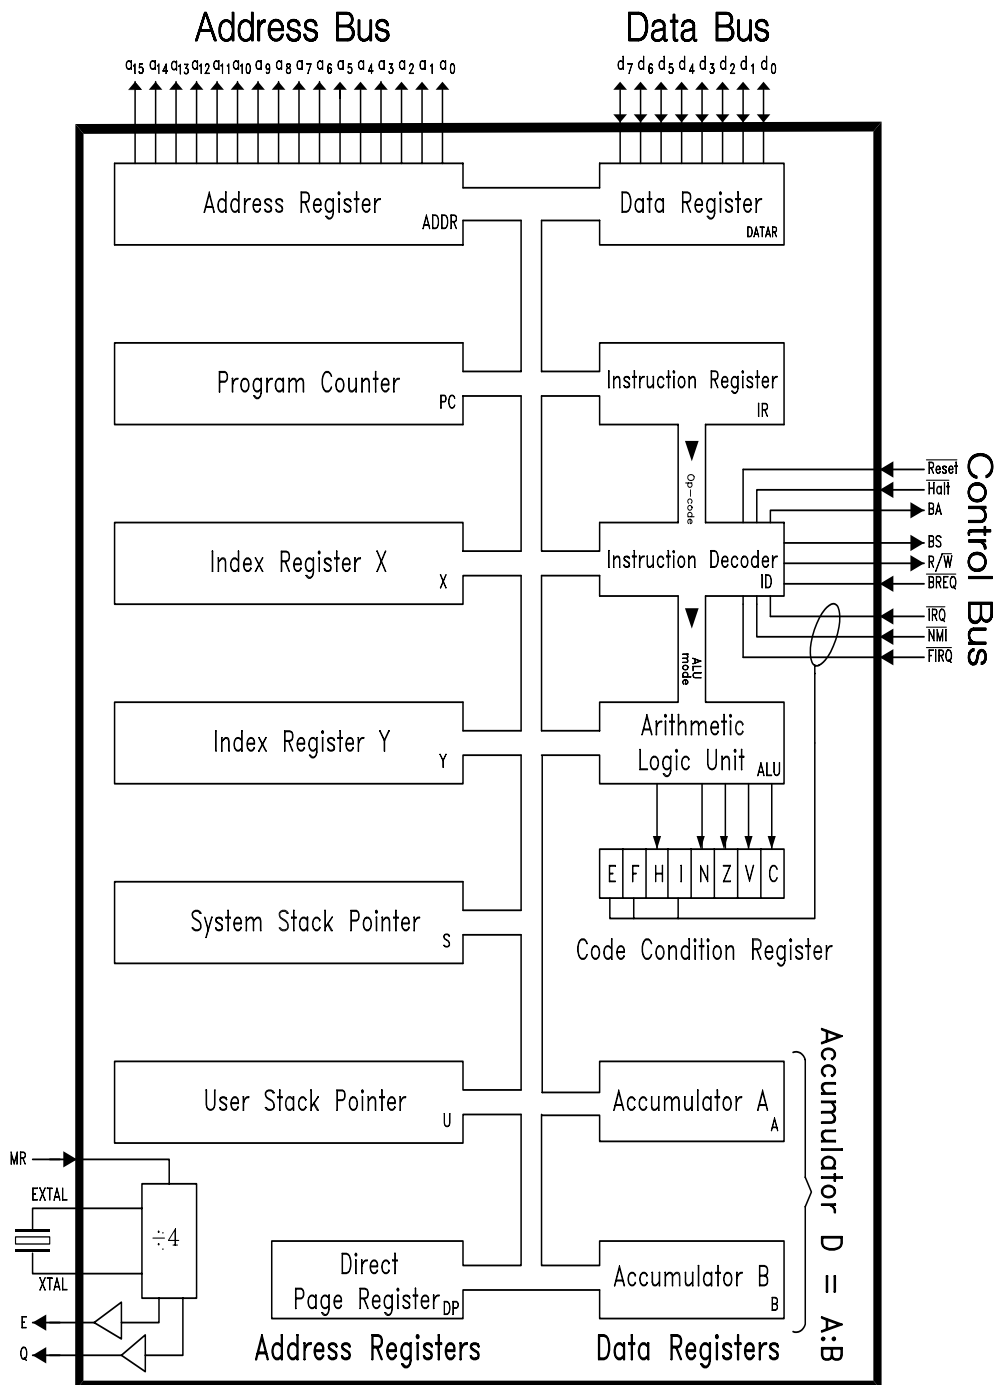 Address Bus
Data Bus
a15 a14 a13 a12 a11 a10 a9 a8 a7 a6 a5 a4 a3 a2 a1 a0
d7 d6 d5 d4 d3 d2 d1 d0
Address Register
ADDR
Data Register
DATAR
Program Counter
PC
Instruction Register
IR
Op-code
Control Bus
Reset
Halt
BA
BS
R/W
BREQ
IRQ
NMI
FIRQ
Index Register X
X
Instruction Decoder
ID
ALU
mode
Index Register Y
Y
Arithmetic
Logic Unit
ALU
E F H I N Z V C
Code Condition Register
System Stack Pointer
S
User Stack Pointer
U
Accumulator A
A
Accumulator D = A:B
MR
EXTAL
÷4
XTAL
E
Q
Direct
Page Register
DP
Accumulator B
B
Address Registers
Data Registers